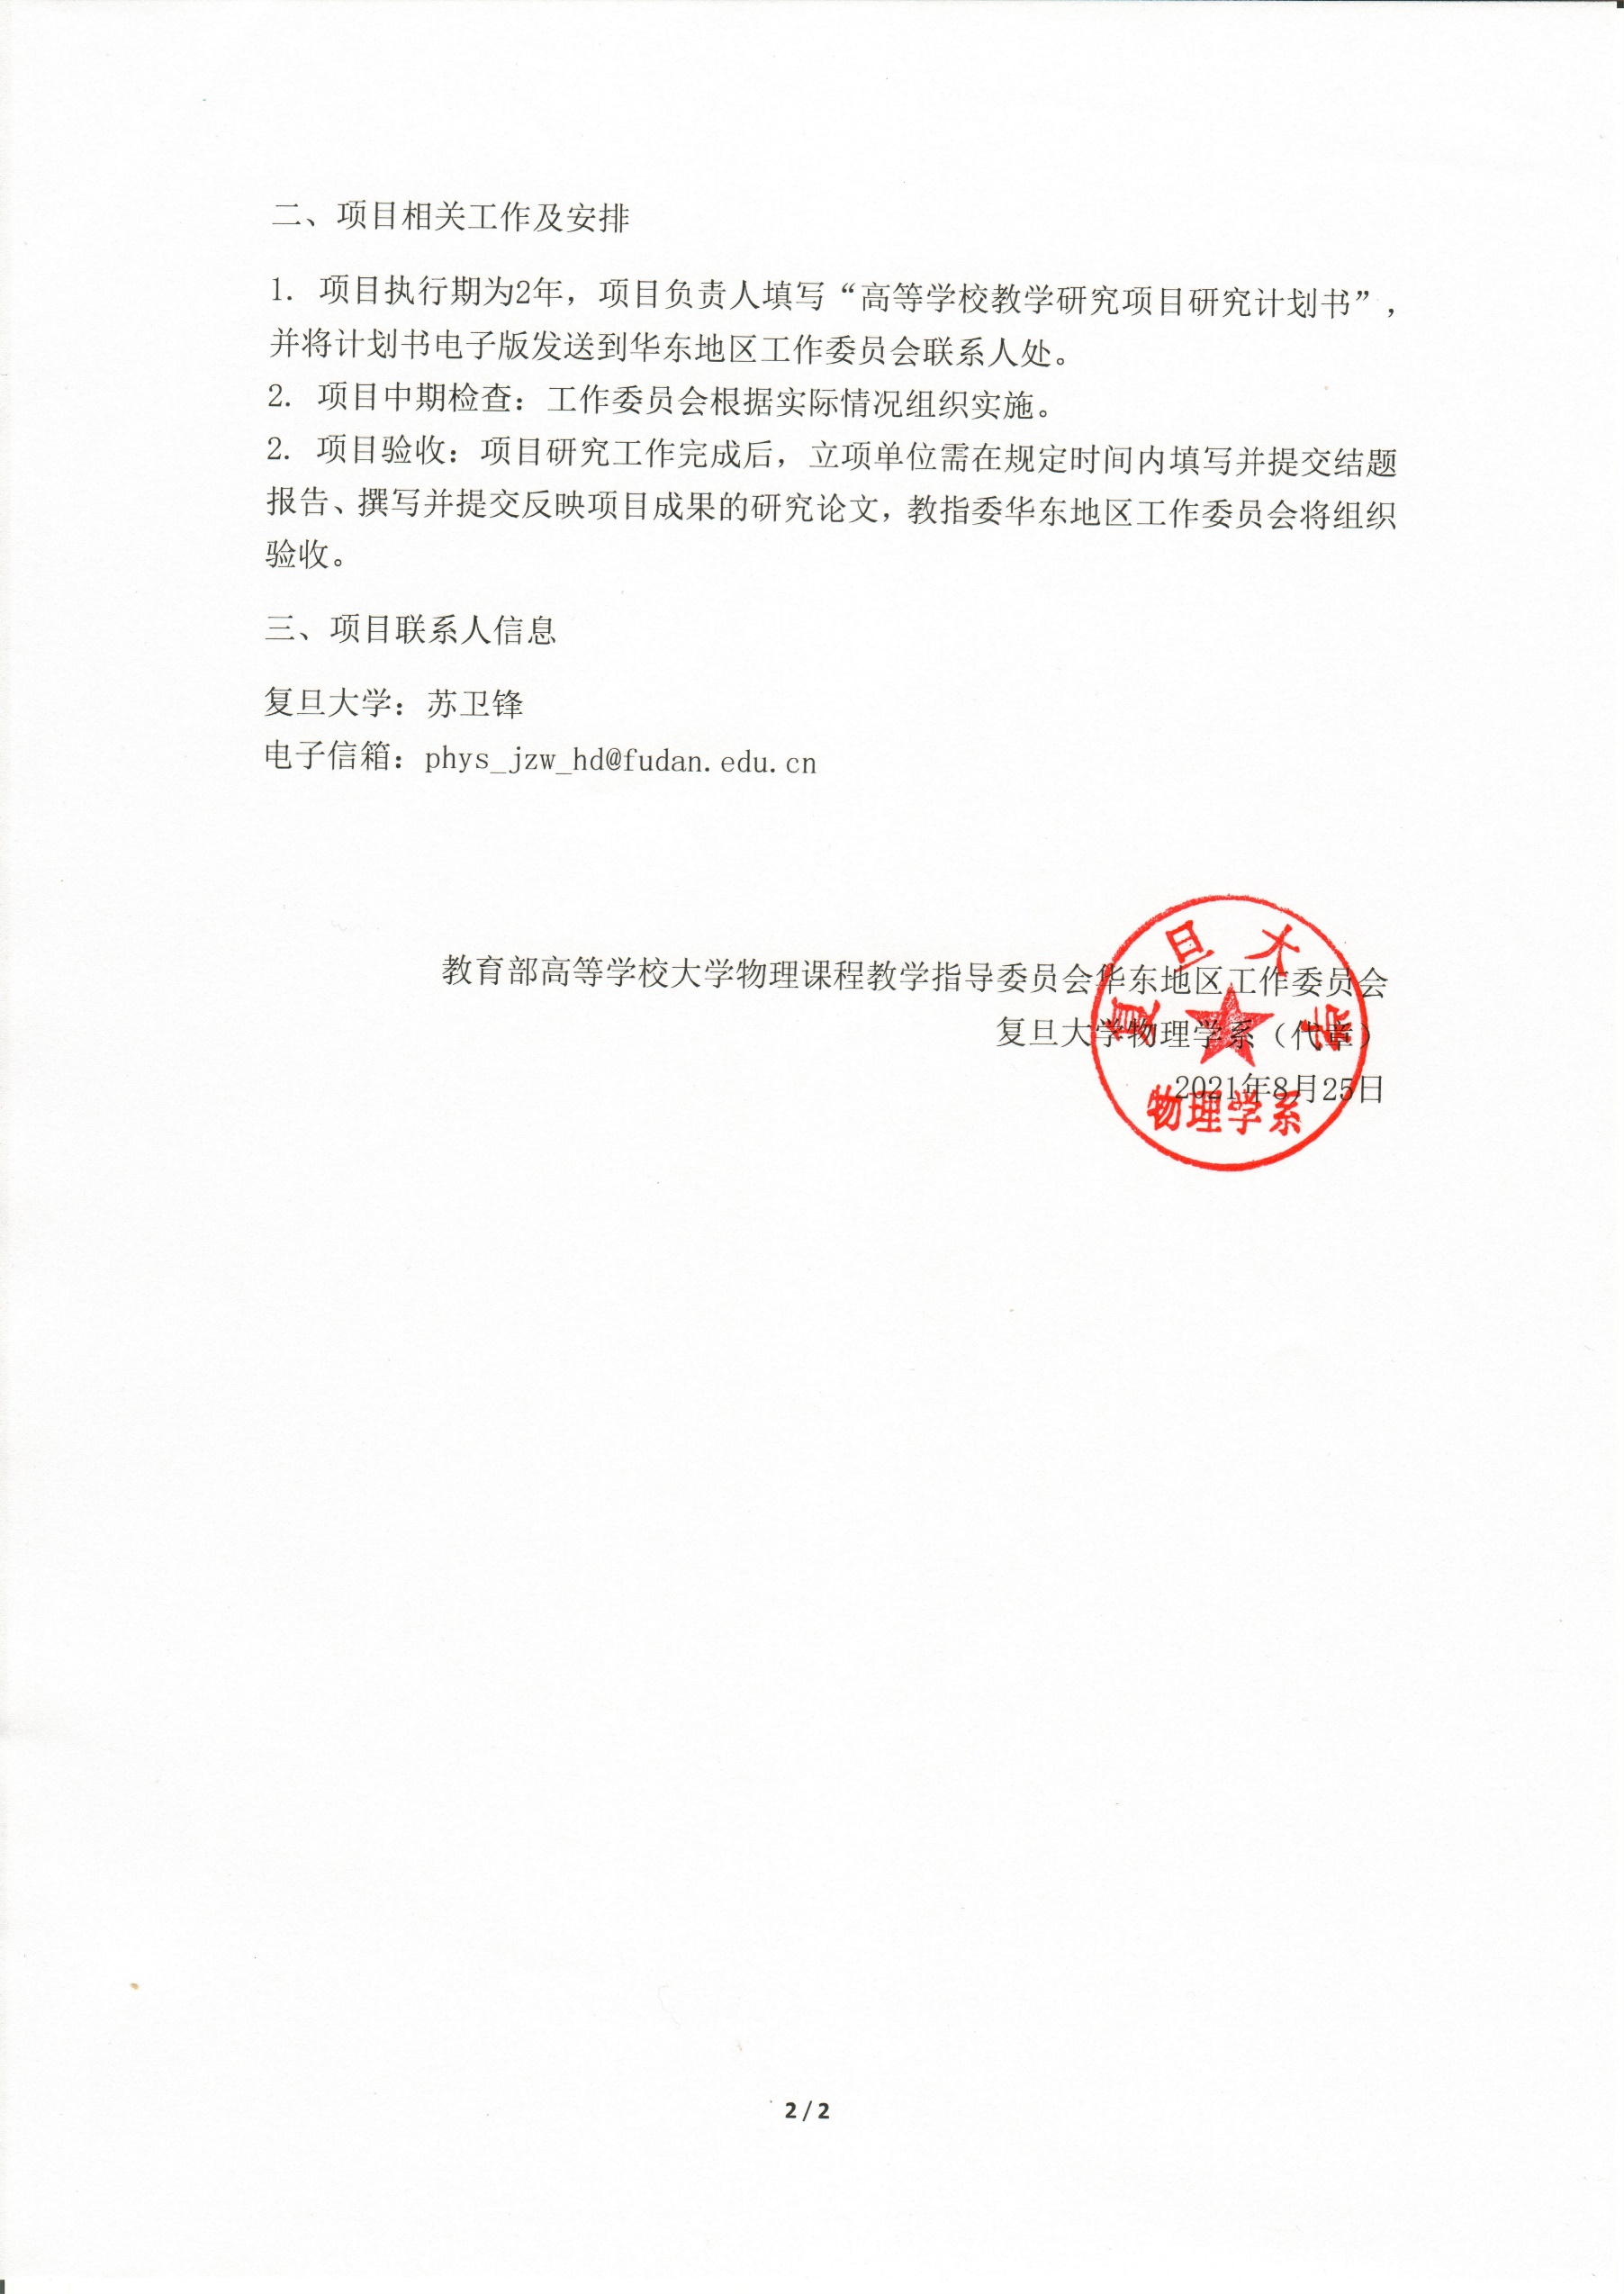 二、项目相关工作及安排
1. 项目执行期为2年，项目负责人填写“高等学校教学研究项目研究计划书”，
并将计划书电子版发送到华东地区工作委员会联系人处。
2. 项目中期检查：工作委员会根据实际情况组织实施。
2. 项目验收：项目研究工作完成后，立项单位需在规定时间内填写并提交结题
报告、撰写并提交反映项目成果的研究论文，教指委华东地区工作委员会将组织
验收。
三、项目联系人信息
复旦大学：苏卫锋
电子信箱：phys_jzw_hd@fudan.edu.cn
教育部高等学校大学物理课程教学指导委员会华东地区工作委员会
复旦大学物理学系（代章）
2021年8月25日
复旦大学
物理学系
2/2